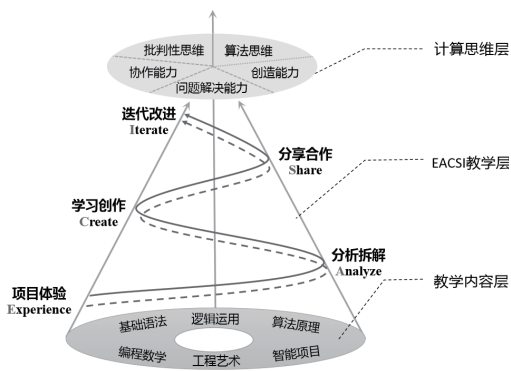 批判性思维 算法思维
计算思维层
协作能力 创造能力
问题解决能力
迭代改进
Iterate
分享合作
Share
EACSI教学层
学习创作
Create
分析拆解
Analyze
教学内容层
项目体验
Experience
基础语法 逻辑运用 算法原理
编程数学 工程艺术 智能项目